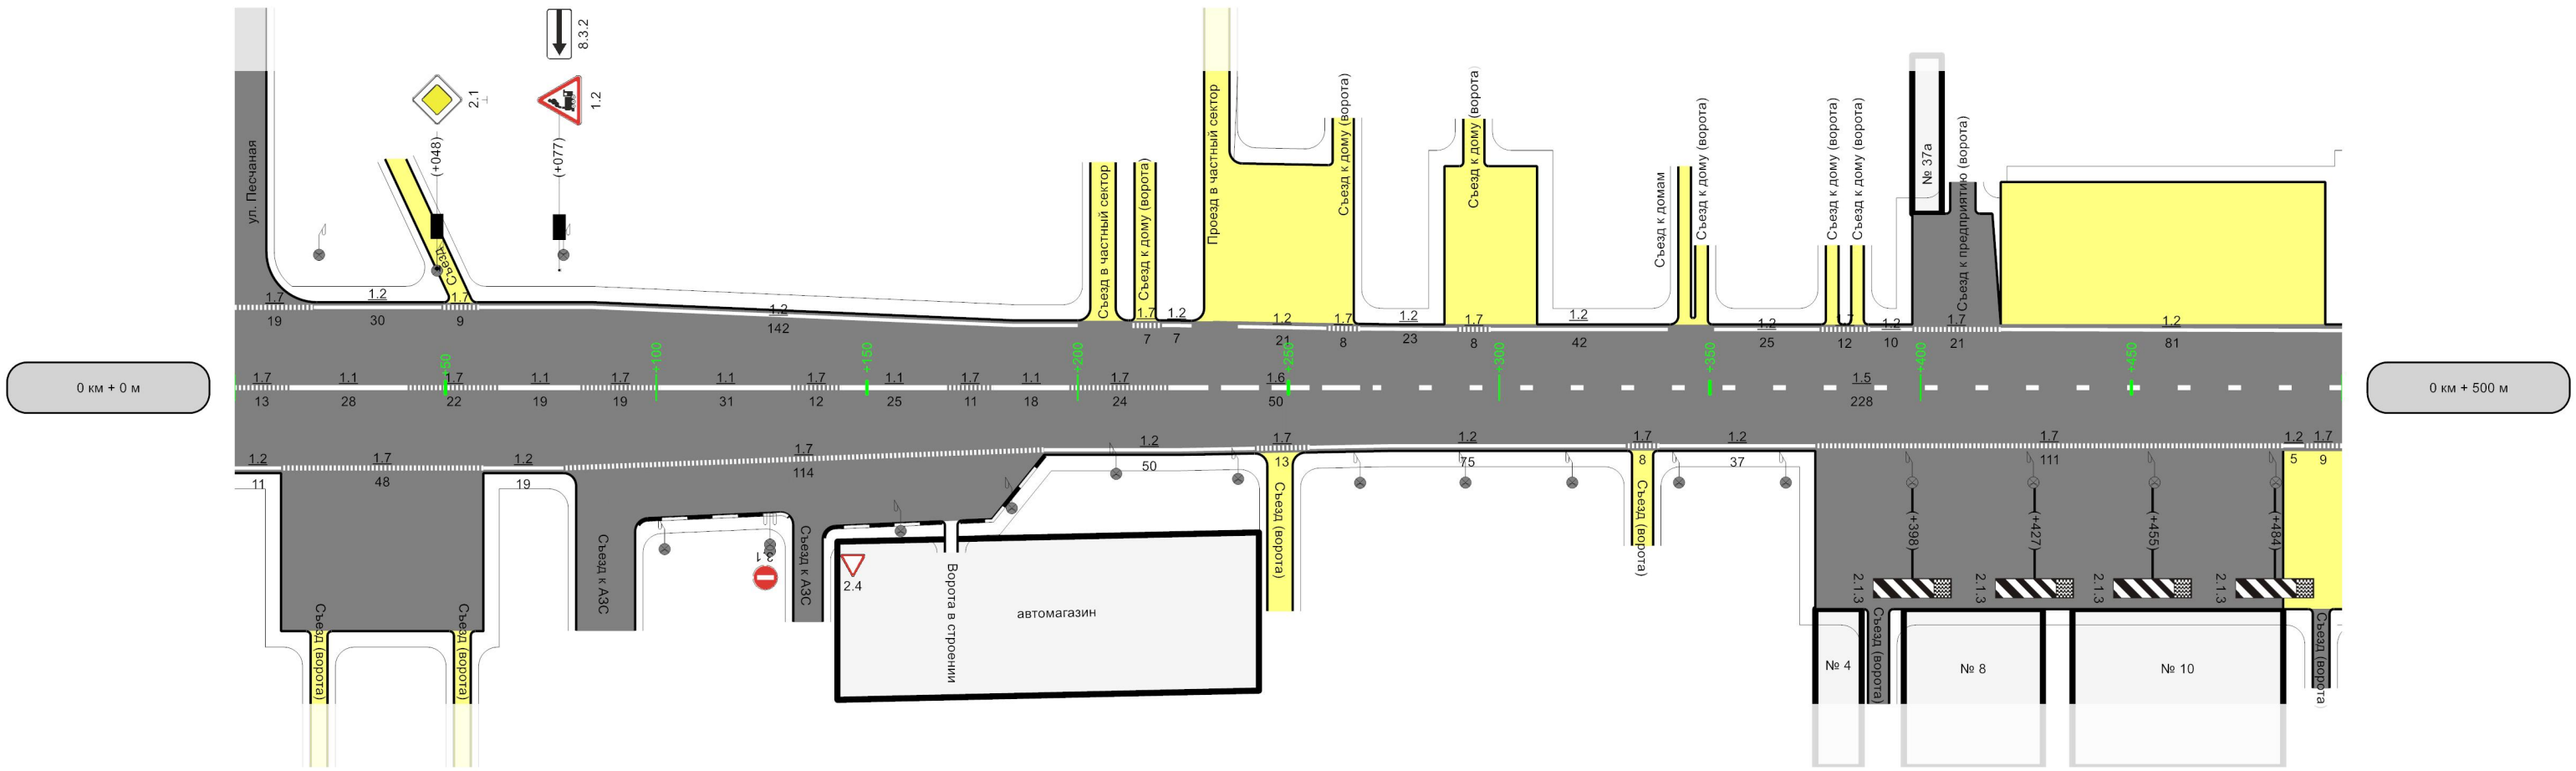 8.3.2
2.1
1.2
(+048)
(+077)
ул. Песчаная
Съезд
Съезд в частный сектор
Съезд к дому (ворота)
Проезд в частный сектор
Съезд к дому (ворота)
Съезд к дому (ворота)
Съезд к домам
Съезд к дому (ворота)
Съезд к дому (ворота)
Съезд к дому (ворота)
№ 37а
Съезд к предприятию (ворота)
1.7 1.2 1.7 1.2 1.7 1.2 1.2 1.7 1.2 1.7 1.2 1.2 1.7 1.2 1.7 1.2
19 30 9 142 7 7 21 8 23 8 42 25 12 10 21 81
+50 +100 +150 +200 +250 +300 +350 +400 +450
0 км + 0 м
0 км + 500 м
1.7 1.1 1.7 1.1 1.7 1.1 1.7 1.1 1.7 1.1 1.7 1.6 1.5
13 28 22 19 19 31 12 25 11 18 24 50 228
1.2 1.7 1.2 1.7 1.2 1.7 1.2 1.7 1.2 1.7 1.2 1.7
11 48 19 114 50 13 75 8 37 111 5 9
Съезд (ворота)
Съезд (ворота)
Съезд к АЗС
3.1
Съезд к АЗС
2.4
Ворота в строении
автомагазин
Съезд (ворота)
Съезд (ворота)
(+398)
(+427)
(+455)
(+484)
2.1.3
2.1.3
2.1.3
2.1.3
№ 4
Съезд (ворота)
№ 8
№ 10
Съезд (ворота)